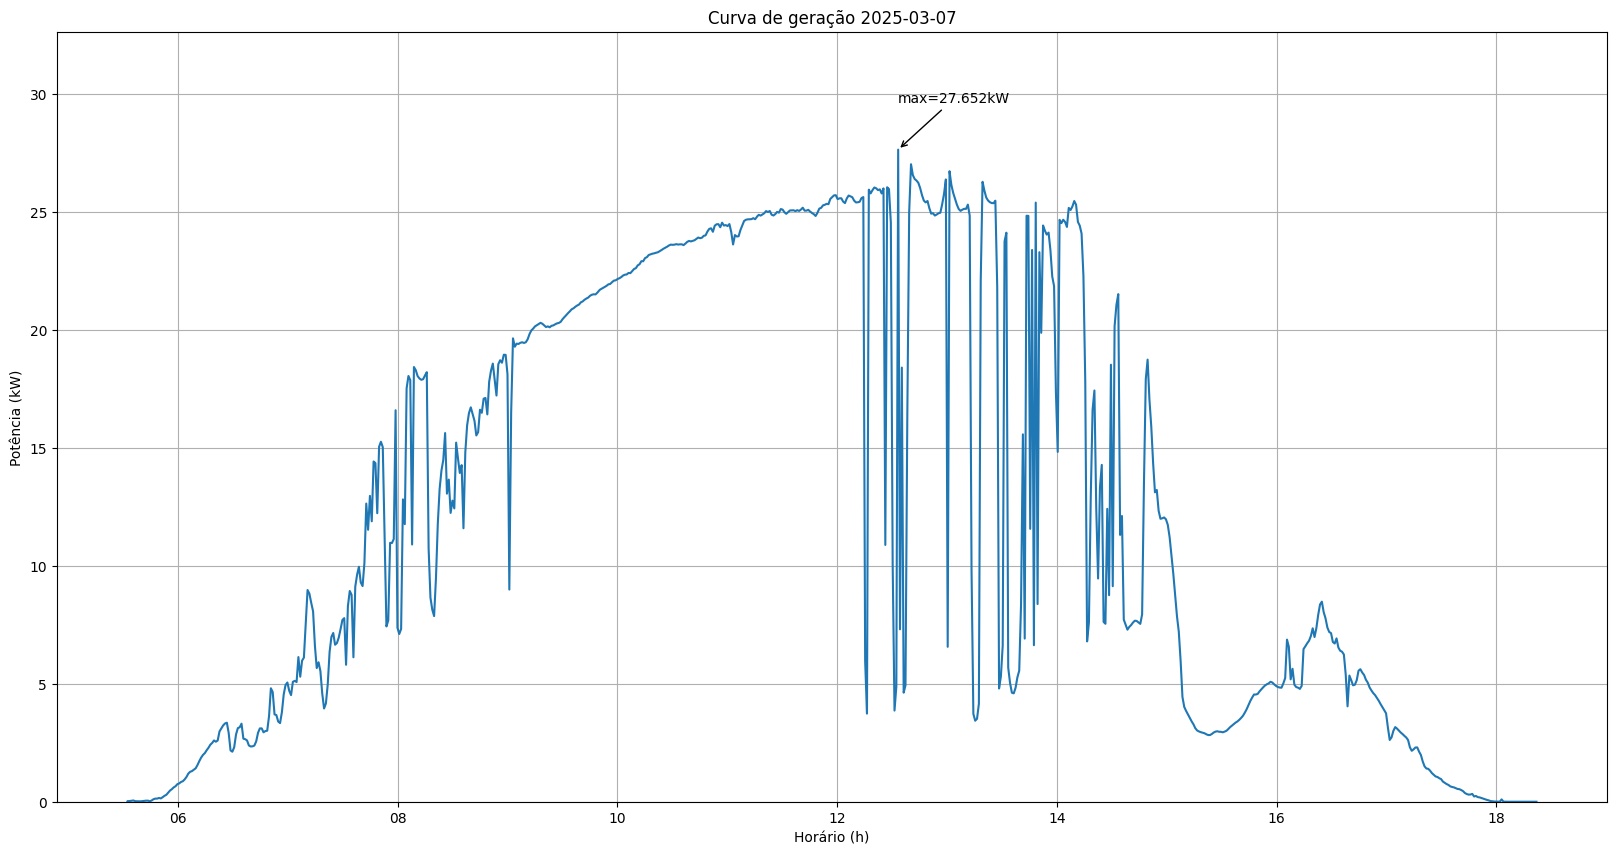 Curva de geração 2025-03-07
max=27.652kW
30
25
20
15
10
5
0
Potência (kW)
06 08 10 12 14 16 18
Horário (h)